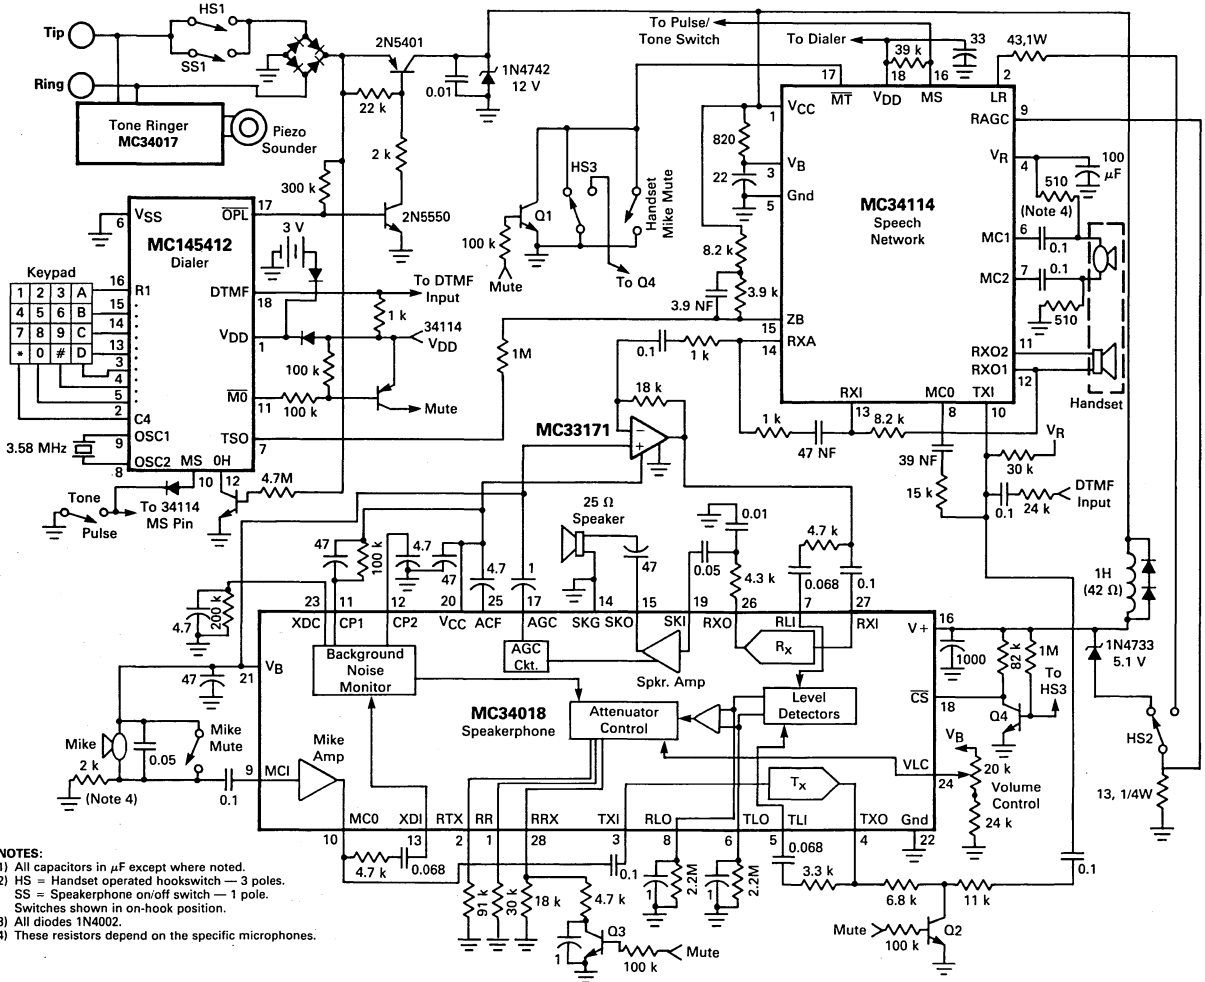 Tip
HS1
SS1
Ring
Tone Ringer
MC34017
Piezo
Sounder
2N5401
22 k
0.01
1N4742
12 V
2 k
300 k
2N5550
To Pulse/
Tone Switch
To Dialer
39 k
33
43,1W
17
18
16
2
MT
VDD
MS
LR
RAGC
9
VCC
1
820
VB
3
22
Gnd
5
MC34114
Speech
Network
VR
4
100
μF
510
(Note 4)
MC1
6
0.1
MC2
7
0.1
510
RXO2
11
RXO1
12
Handset
HS3
Handset
Mike Mute
Q1
100 k
Mute
To Q4
8.2 k
3.9 k
3.9 NF
ZB
15
RXA
14
RXI
13
MC0
8
TXI
10
VSS
6
OPL
17
MC145412
Dialer
3 V
Keypad
1 2 3 A
4 5 6 B
7 8 9 C
* 0 # D
16
R1
15
14
13
3
4
5
2
C4
DTMF
18
To DTMF
Input
1 k
VDD
1
34114
VDD
100 k
M0
11
100 k
Mute
TSO
7
3.58 MHz
9
OSC1
8
OSC2
MS
10
0H
12
4.7M
Tone
Pulse
To 34114
MS Pin
1M
0.1
1 k
18 k
MC33171
1 k
47 NF
8.2 k
39 NF
15 k
VR
30 k
0.1
24 k
DTMF
Input
25 Ω
Speaker
0.01
4.7 k
47
100 k
4.7
47
4.7
1
47
0.05
4.3 k
0.068
0.1
1H
(42 Ω)
4.7
200 k
23
11
12
20
25
17
14
15
19
26
7
27
XDC
CP1
CP2
VCC
ACF
AGC
SKG
SKO
SKI
RXO
RLI
RXI
V+
16
1000
82 k
1M
To
HS3
1N4733
5.1 V
47
21
VB
Background
Noise
Monitor
AGC
Ckt.
Spkr. Amp
Rx
Level
Detectors
CS
18
Q4
MC34018
Speakerphone
Attenuator
Control
Mike
0.05
Mike
Mute
2 k
(Note 4)
0.1
9
MCI
Mike
Amp
Tx
VLC
24
VB
20 k
Volume
Control
24 k
HS2
13, 1/4W
MC0
XDI
RTX
RR
RRX
TXI
RLO
TLO
TLI
TXO
Gnd
10
13
2
1
28
3
8
6
5
4
22
4.7 k
0.068
0.1
91 k
30 k
18 k
4.7 k
1
Q3
100 k
Mute
1
2.2M
1
2.2M
0.068
3.3 k
6.8 k
11 k
0.1
Mute
100 k
Q2
NOTES:
1) All capacitors in μF except where noted.
2) HS = Handset operated hookswitch — 3 poles.
SS = Speakerphone on/off switch — 1 pole.
Switches shown in on-hook position.
3) All diodes 1N4002.
4) These resistors depend on the specific microphones.